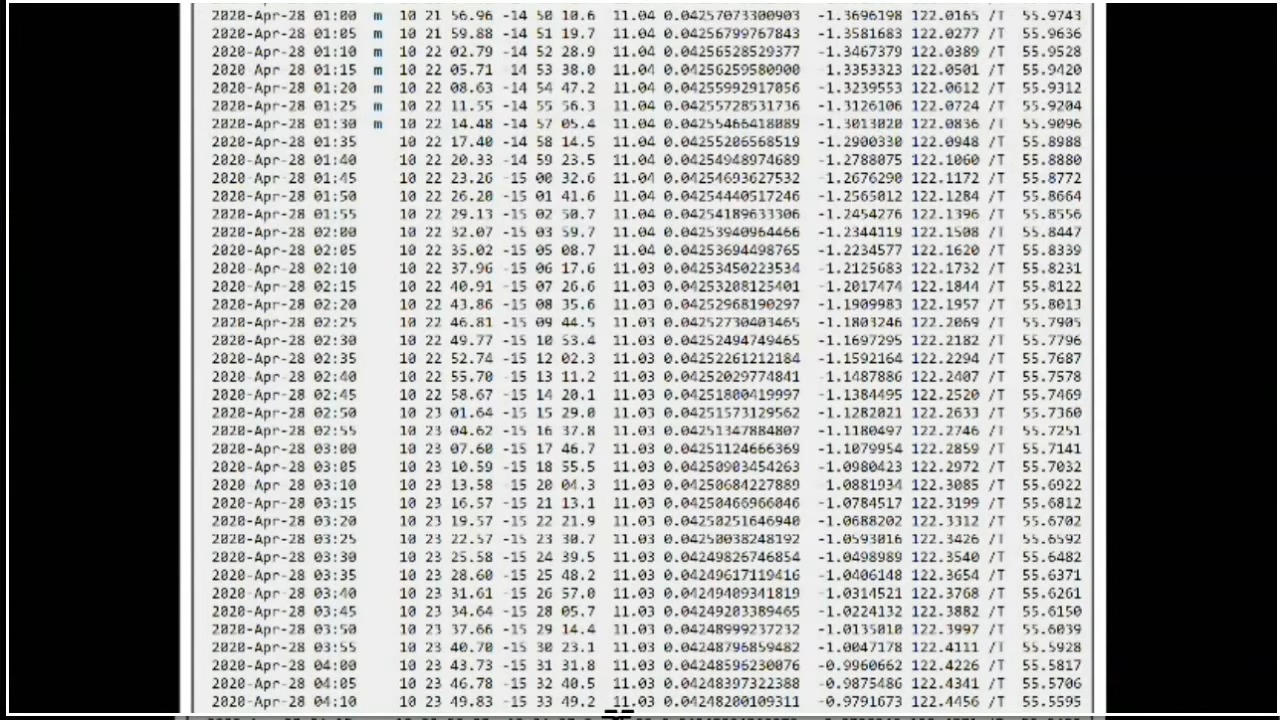 2020-Apr-28 01:00 m 10 21 56.96 -14 50 10.6 11.04 0.04257073300903 -1.3696198 122.0165 /T 55.9743
2020-Apr-28 01:05 m 10 21 59.88 -14 51 19.7 11.04 0.04256799767843 -1.3581683 122.0277 /T 55.9636
2020-Apr-28 01:10 m 10 22 02.79 -14 52 28.9 11.04 0.04256528529377 -1.3467379 122.0389 /T 55.9528
2020-Apr-28 01:15 m 10 22 05.71 -14 53 38.0 11.04 0.04256259580900 -1.3353323 122.0501 /T 55.9420
2020-Apr-28 01:20 m 10 22 08.63 -14 54 47.2 11.04 0.04255992917056 -1.3239553 122.0612 /T 55.9312
2020-Apr-28 01:25 m 10 22 11.55 -14 55 56.3 11.04 0.04255728531736 -1.3126106 122.0724 /T 55.9204
2020-Apr-28 01:30 m 10 22 14.48 -14 57 05.4 11.04 0.04255466418089 -1.3013020 122.0836 /T 55.9096
2020-Apr-28 01:35 10 22 17.40 -14 58 14.5 11.04 0.04255206568519 -1.2900330 122.0948 /T 55.8988
2020-Apr-28 01:40 10 22 20.33 -14 59 23.5 11.04 0.04254948974689 -1.2788075 122.1060 /T 55.8880
2020-Apr-28 01:45 10 22 23.26 -15 00 32.6 11.04 0.04254693627532 -1.2676290 122.1172 /T 55.8772
2020-Apr-28 01:50 10 22 26.20 -15 01 41.6 11.04 0.04254440517246 -1.2565012 122.1284 /T 55.8664
2020-Apr-28 01:55 10 22 29.13 -15 02 50.7 11.04 0.04254189633306 -1.2454276 122.1396 /T 55.8556
2020-Apr-28 02:00 10 22 32.07 -15 03 59.7 11.04 0.04253940964466 -1.2344119 122.1508 /T 55.8447
2020-Apr-28 02:05 10 22 35.02 -15 05 08.7 11.04 0.04253694498765 -1.2234577 122.1620 /T 55.8339
2020-Apr-28 02:10 10 22 37.96 -15 06 17.6 11.03 0.04253450223534 -1.2125683 122.1732 /T 55.8231
2020-Apr-28 02:15 10 22 40.91 -15 07 26.6 11.03 0.04253208125401 -1.2017474 122.1844 /T 55.8122
2020-Apr-28 02:20 10 22 43.86 -15 08 35.6 11.03 0.04252968190297 -1.1909983 122.1957 /T 55.8013
2020-Apr-28 02:25 10 22 46.81 -15 09 44.5 11.03 0.04252730403465 -1.1803246 122.2069 /T 55.7905
2020-Apr-28 02:30 10 22 49.77 -15 10 53.4 11.03 0.04252494749465 -1.1697295 122.2182 /T 55.7796
2020-Apr-28 02:35 10 22 52.74 -15 12 02.3 11.03 0.04252261212184 -1.1592164 122.2294 /T 55.7687
2020-Apr-28 02:40 10 22 55.70 -15 13 11.2 11.03 0.04252029774841 -1.1487886 122.2407 /T 55.7578
2020-Apr-28 02:45 10 22 58.67 -15 14 20.1 11.03 0.04251800419997 -1.1384495 122.2520 /T 55.7469
2020-Apr-28 02:50 10 23 01.64 -15 15 29.0 11.03 0.04251573129562 -1.1282021 122.2633 /T 55.7360
2020-Apr-28 02:55 10 23 04.62 -15 16 37.8 11.03 0.04251347884807 -1.1180497 122.2746 /T 55.7251
2020-Apr-28 03:00 10 23 07.60 -15 17 46.7 11.03 0.04251124666369 -1.1079954 122.2859 /T 55.7141
2020-Apr-28 03:05 10 23 10.59 -15 18 55.5 11.03 0.04250903454263 -1.0980423 122.2972 /T 55.7032
2020-Apr-28 03:10 10 23 13.58 -15 20 04.3 11.03 0.04250684227889 -1.0881934 122.3085 /T 55.6922
2020-Apr-28 03:15 10 23 16.57 -15 21 13.1 11.03 0.04250466966046 -1.0784517 122.3199 /T 55.6812
2020-Apr-28 03:20 10 23 19.57 -15 22 21.9 11.03 0.04250251646940 -1.0688202 122.3312 /T 55.6702
2020-Apr-28 03:25 10 23 22.57 -15 23 30.7 11.03 0.04250038248192 -1.0593016 122.3426 /T 55.6592
2020-Apr-28 03:30 10 23 25.58 -15 24 39.5 11.03 0.04249826746854 -1.0498989 122.3540 /T 55.6482
2020-Apr-28 03:35 10 23 28.60 -15 25 48.2 11.03 0.04249617119416 -1.0406148 122.3654 /T 55.6371
2020-Apr-28 03:40 10 23 31.61 -15 26 57.0 11.03 0.04249409341819 -1.0314521 122.3768 /T 55.6261
2020-Apr-28 03:45 10 23 34.64 -15 28 05.7 11.03 0.04249203389465 -1.0224132 122.3882 /T 55.6150
2020-Apr-28 03:50 10 23 37.66 -15 29 14.4 11.03 0.04248999237232 -1.0135010 122.3997 /T 55.6039
2020-Apr-28 03:55 10 23 40.70 -15 30 23.1 11.03 0.04248796859482 -1.0047178 122.4111 /T 55.5928
2020-Apr-28 04:00 10 23 43.73 -15 31 31.8 11.03 0.04248596230076 -0.9960662 122.4226 /T 55.5817
2020-Apr-28 04:05 10 23 46.78 -15 32 40.5 11.03 0.04248397322388 -0.9875486 122.4341 /T 55.5706
2020-Apr-28 04:10 10 23 49.83 -15 33 49.2 11.03 0.04248200109311 -0.9791673 122.4456 /T 55.5595